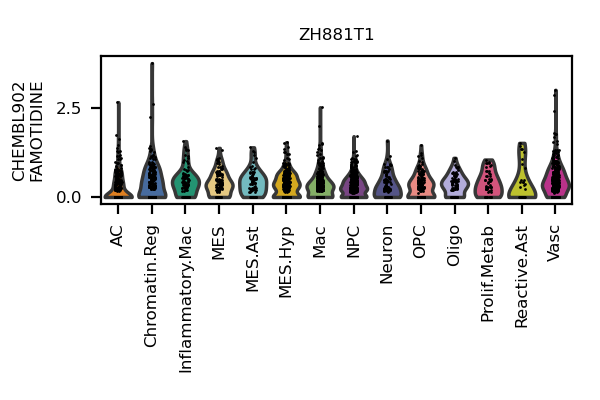 ZH881T1
CHEMBL902
FAMOTIDINE
2.5
0.0
AC
Chromatin.Reg
Inflammatory.Mac
MES
MES.Ast
MES.Hyp
Mac
NPC
Neuron
OPC
Oligo
Prolif.Metab
Reactive.Ast
Vasc